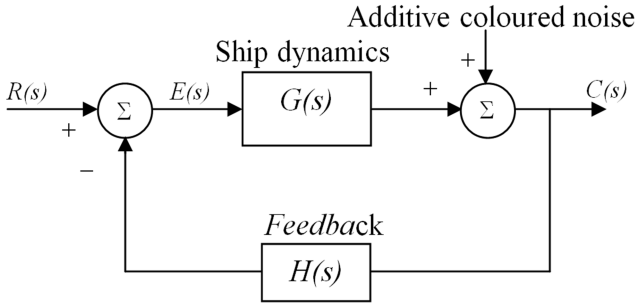 Additive coloured noise
Ship dynamics
R(s)
+
−
Σ
E(s)
G(s)
+
+
Σ
C(s)
Feedback
H(s)